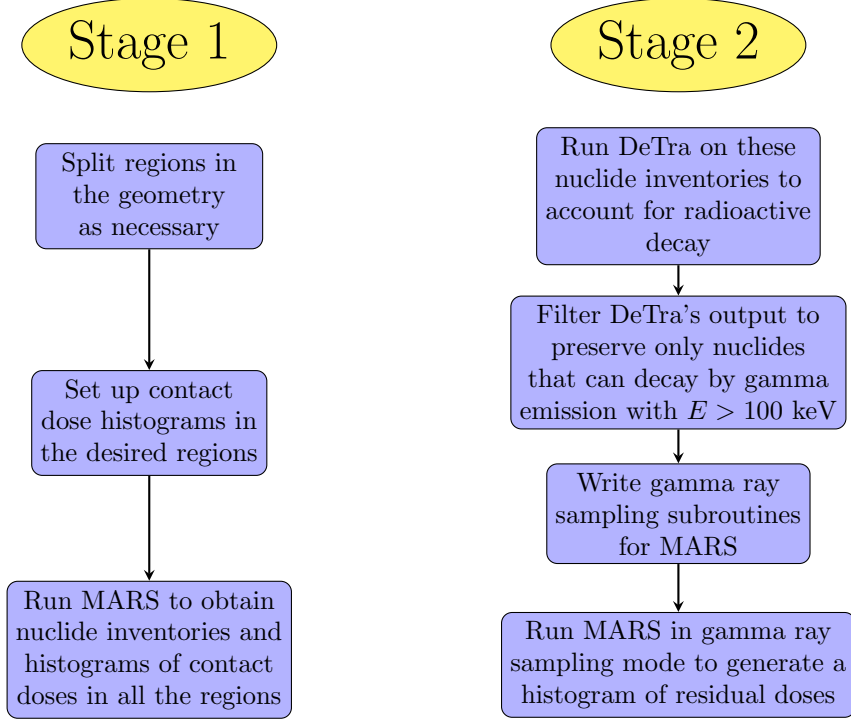 Stage 1
Split regions in
the geometry
as necessary
Set up contact
dose histograms in
the desired regions
Run MARS to obtain
nuclide inventories and
histograms of contact
doses in all the regions
Stage 2
Run DeTra on these
nuclide inventories to
account for radioactive
decay
Filter DeTra's output to
preserve only nuclides
that can decay by gamma
emission with E > 100 keV
Write gamma ray
sampling subroutines
for MARS
Run MARS in gamma ray
sampling mode to generate a
histogram of residual doses